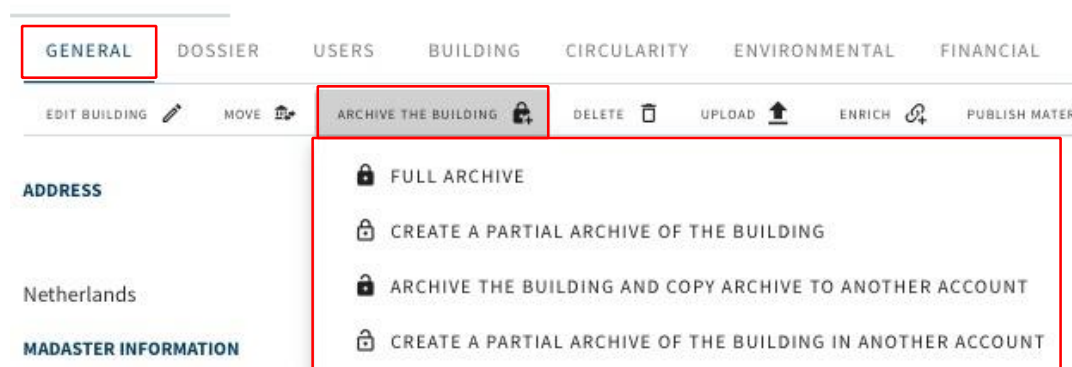 GENERAL DOSSIER USERS BUILDING CIRCULARITY ENVIRONMENTAL FINANCIAL
EDIT BUILDING MOVE ARCHIVE THE BUILDING DELETE UPLOAD ENRICH PUBLISH MATER
FULL ARCHIVE
ADDRESS
CREATE A PARTIAL ARCHIVE OF THE BUILDING
ARCHIVE THE BUILDING AND COPY ARCHIVE TO ANOTHER ACCOUNT
Netherlands
CREATE A PARTIAL ARCHIVE OF THE BUILDING IN ANOTHER ACCOUNT
MADASTER INFORMATION